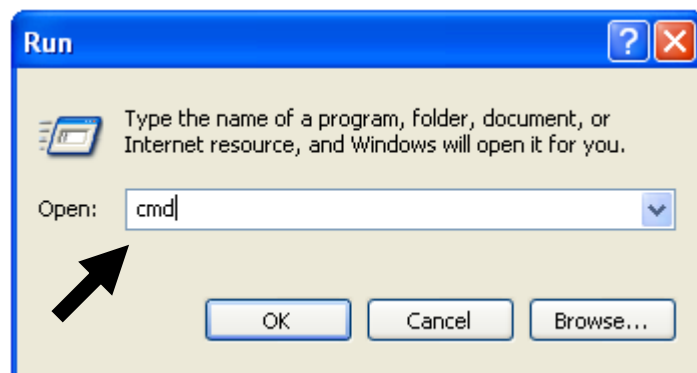 Run
Type the name of a program, folder, document, or
Internet resource, and Windows will open it for you.
Open: cmd
OK Cancel Browse...